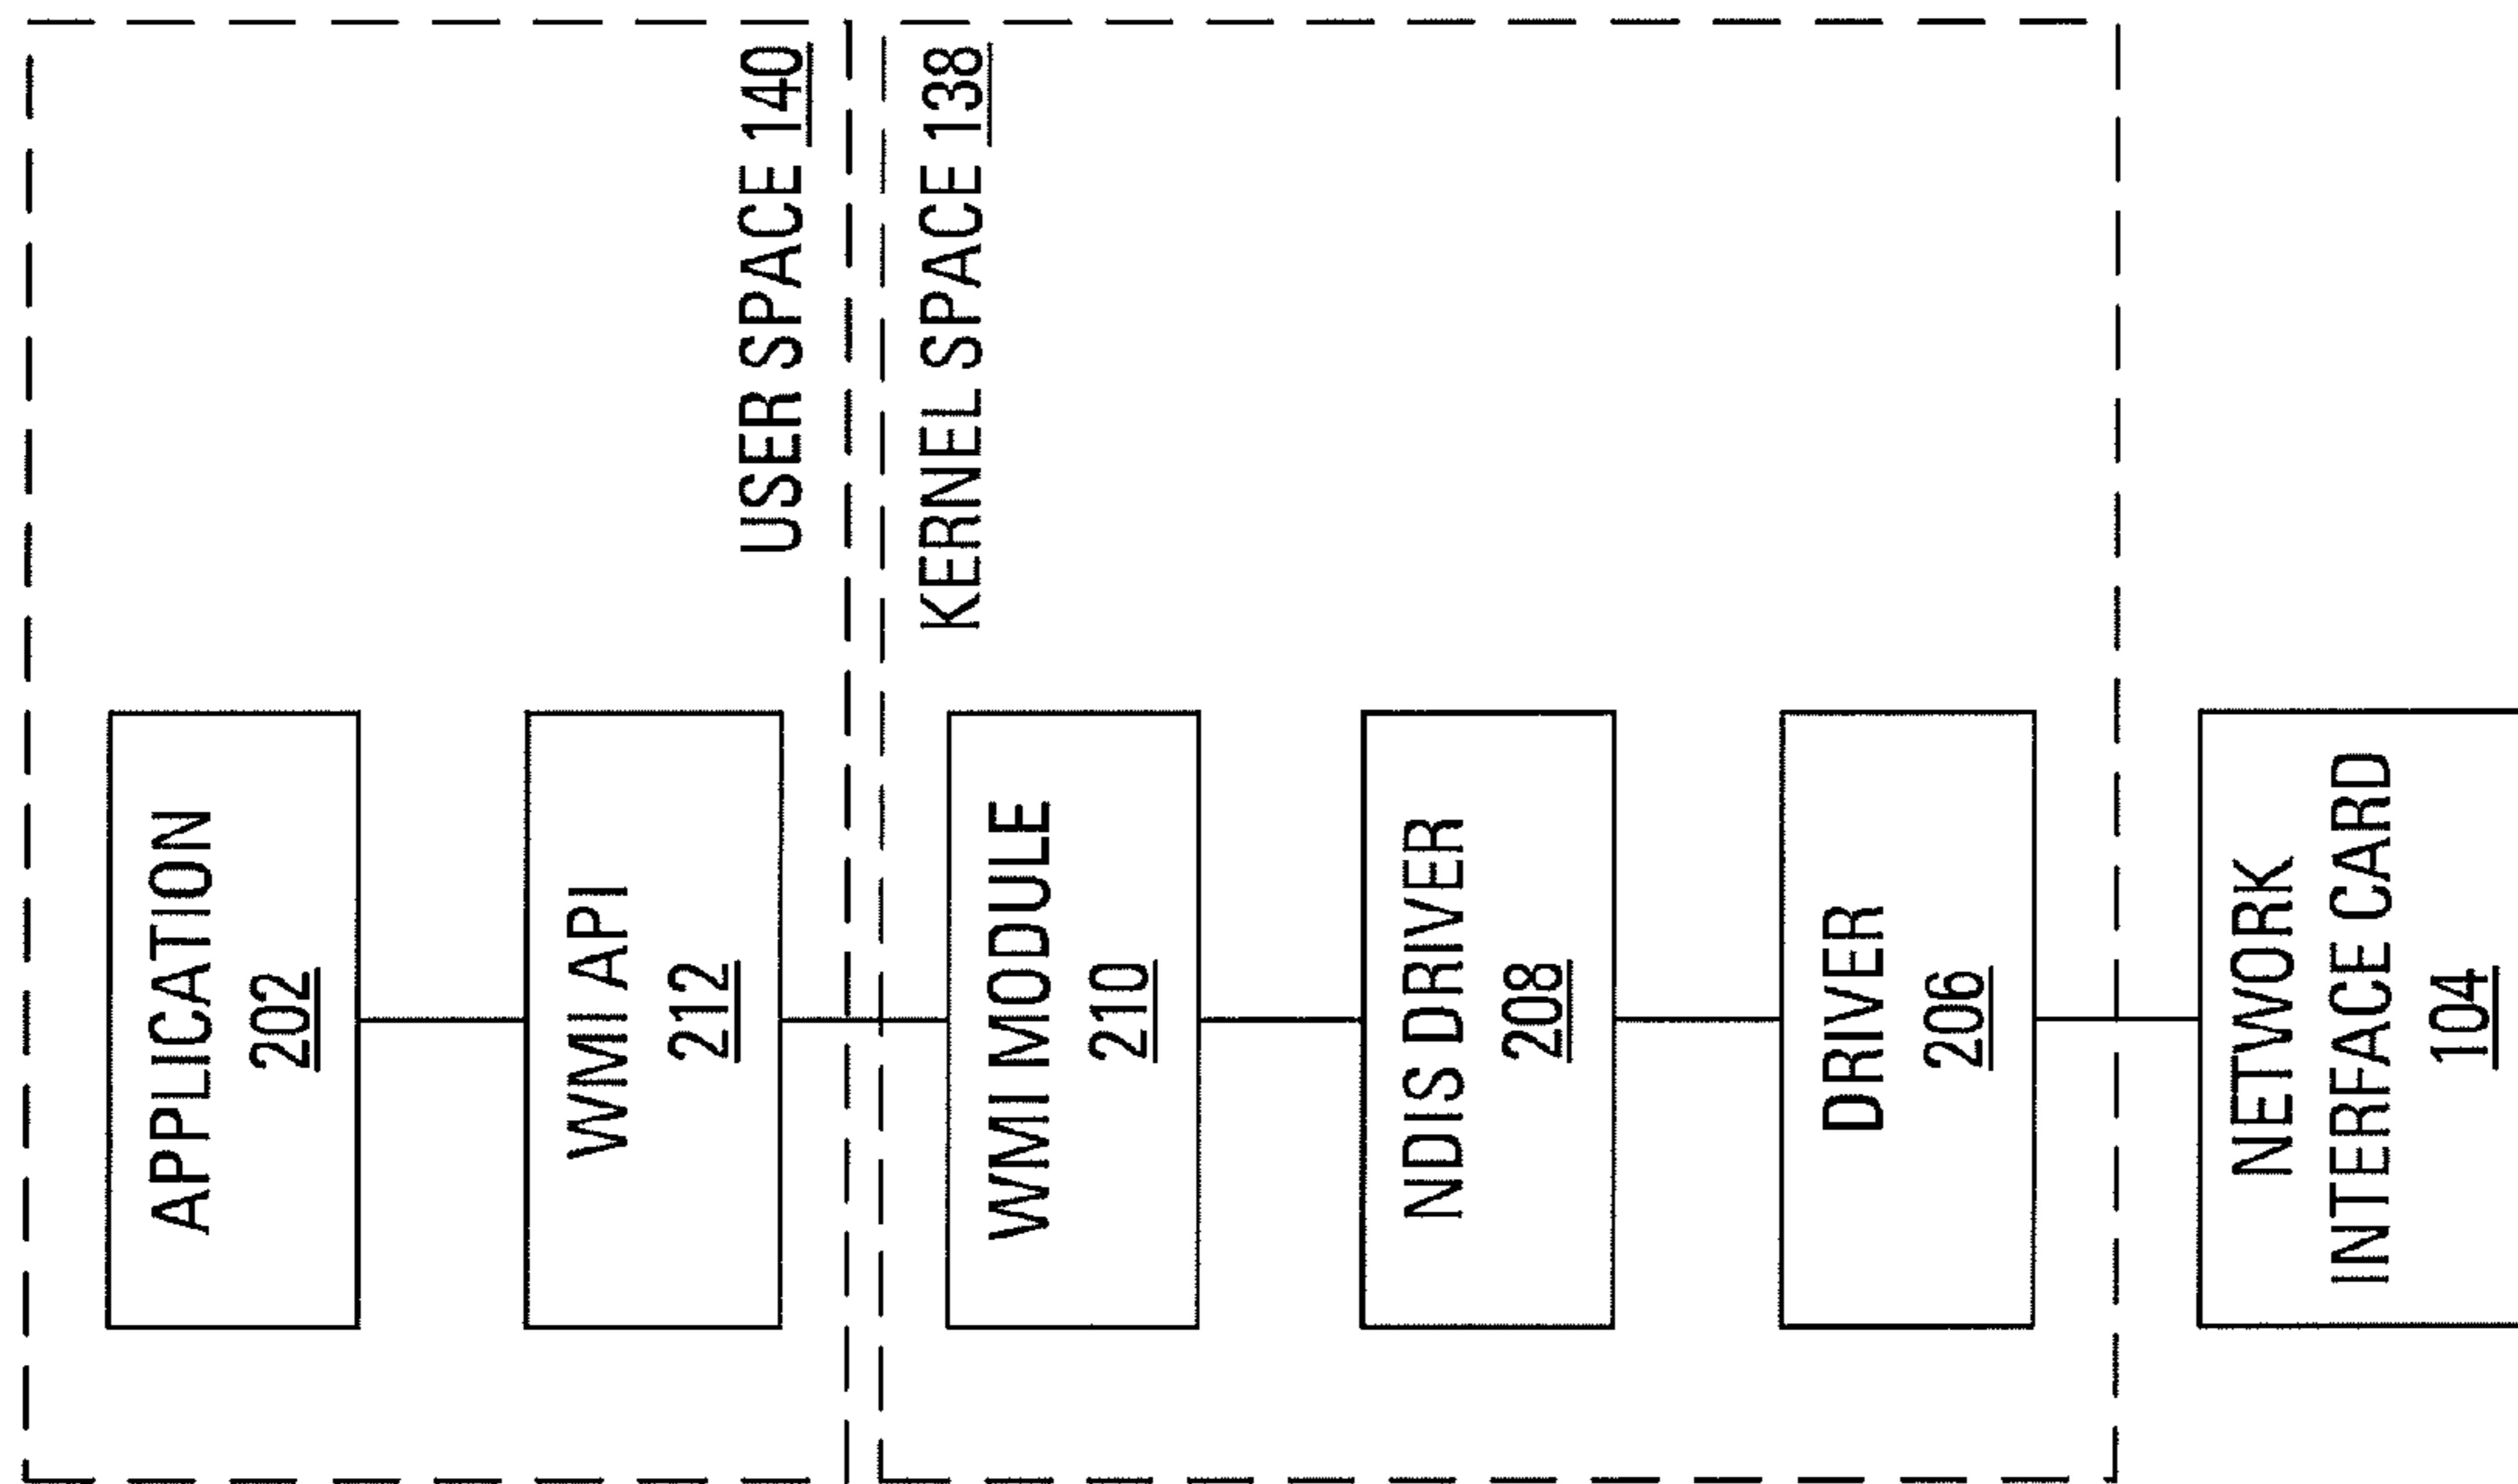 APPLICATION
202
WMI API
212
USER SPACE 140
KERNEL SPACE 138
WMI MODULE
210
NDIS DRIVER
208
DRIVER
206
NETWORK
INTERFACE CARD
104